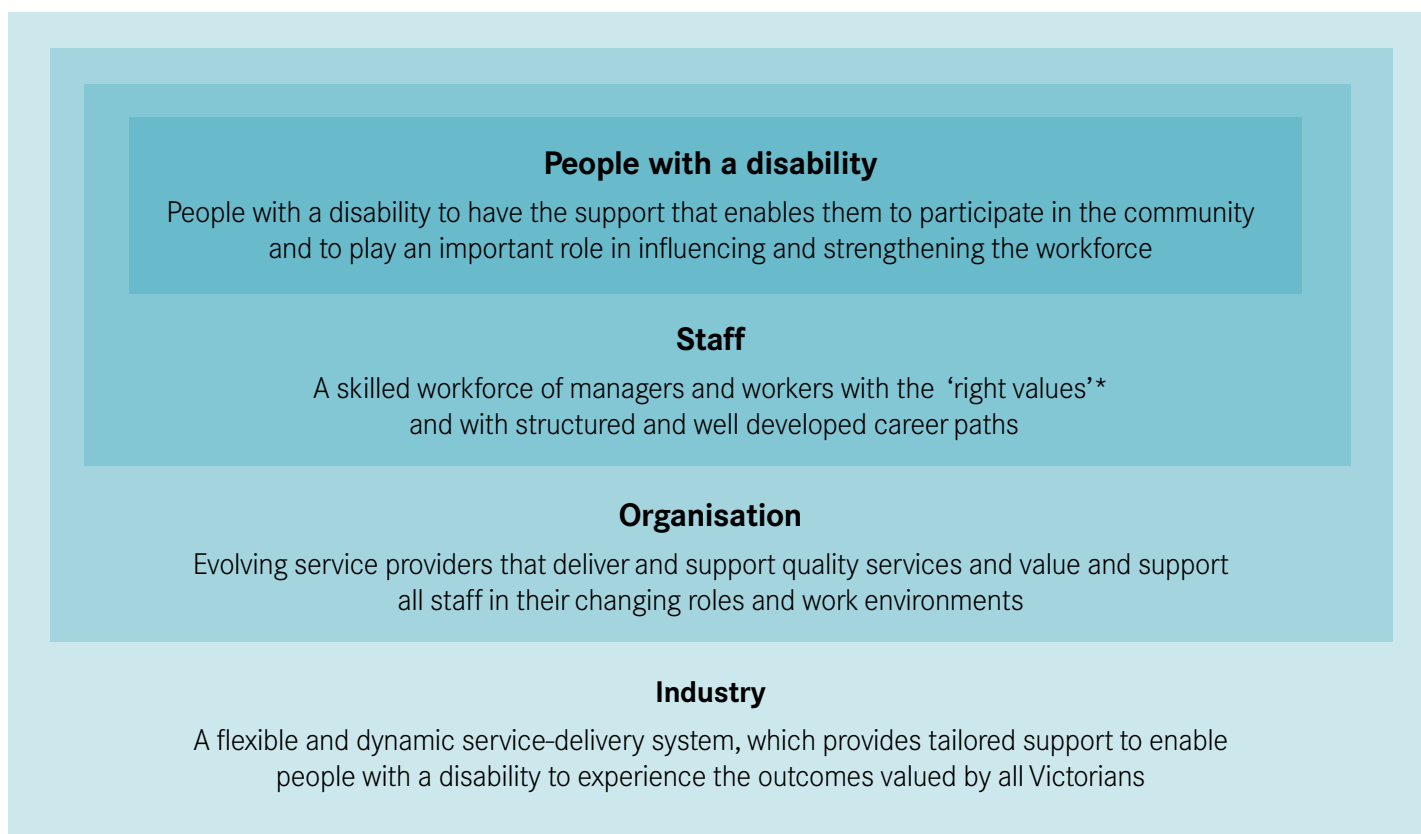 People with a disability
People with a disability to have the support that enables them to participate in the community
and to play an important role in influencing and strengthening the workforce
Staff
A skilled workforce of managers and workers with the ‘right values’*
and with structured and well developed career paths
Organisation
Evolving service providers that deliver and support quality services and value and support
all staff in their changing roles and work environments
Industry
A flexible and dynamic service-delivery system, which provides tailored support to enable
people with a disability to experience the outcomes valued by all Victorians